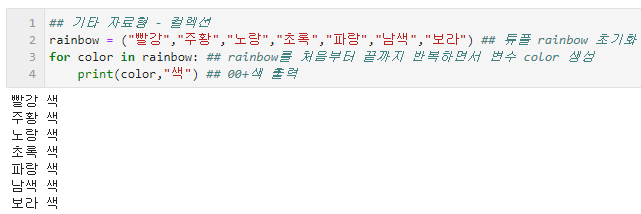 1 ## 기타 자료형 - 컬렉션
2 rainbow = ("빨강","주황","노랑","초록","파랑","남색","보라") ## 튜플 rainbow 초기화
3 for color in rainbow: ## rainbow를 처음부터 끝까지 반복하면서 변수 color 생성
4     print(color,"색") ## 00+색 출력
빨강 색
주황 색
노랑 색
초록 색
파랑 색
남색 색
보라 색